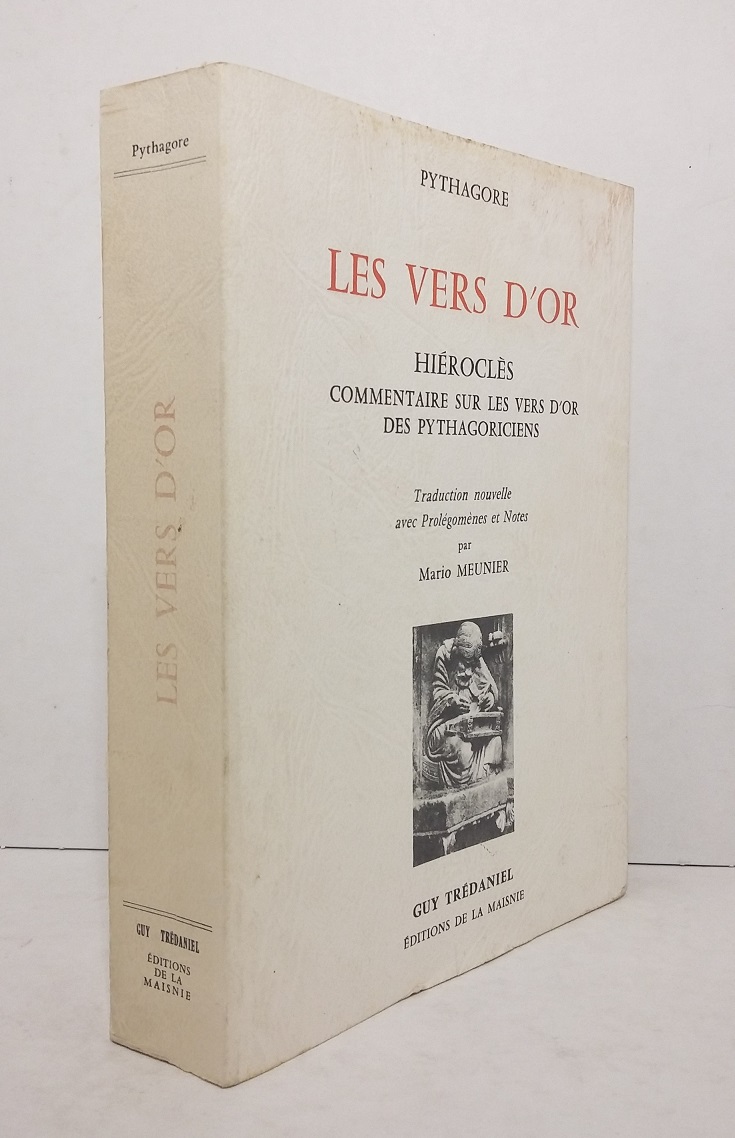 Pythagore
LES VERS D'OR
GUY TRÉDANIEL
ÉDITIONS
DE LA
MAISNIE
PYTHAGORE
LES VERS D'OR
HIÉROCLÈS
COMMENTAIRE SUR LES VERS D'OR
DES PYTHAGORICIENS
Traduction nouvelle
avec Prolégomènes et Notes
par
Mario MEUNIER
GUY TRÉDANIEL
ÉDITIONS DE LA MAISNIE